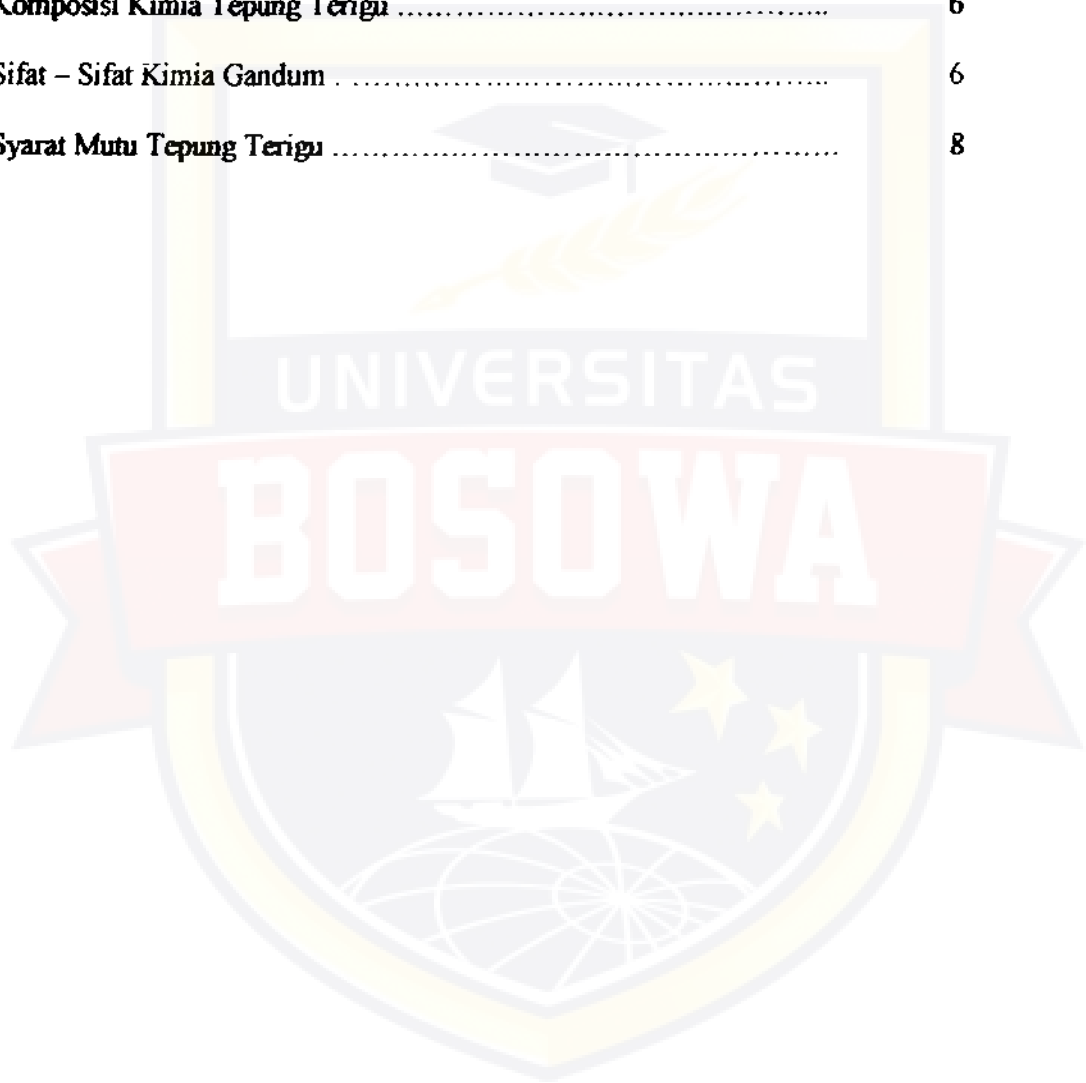 Komposisi Kimia Tepung Terigu ................................................ 6
Sifat – Sifat Kimia Gandum . ................................................ 6
Syarat Mutu Tepung Terigu ................................................ 8
UNIVERSITAS
BOSOWA